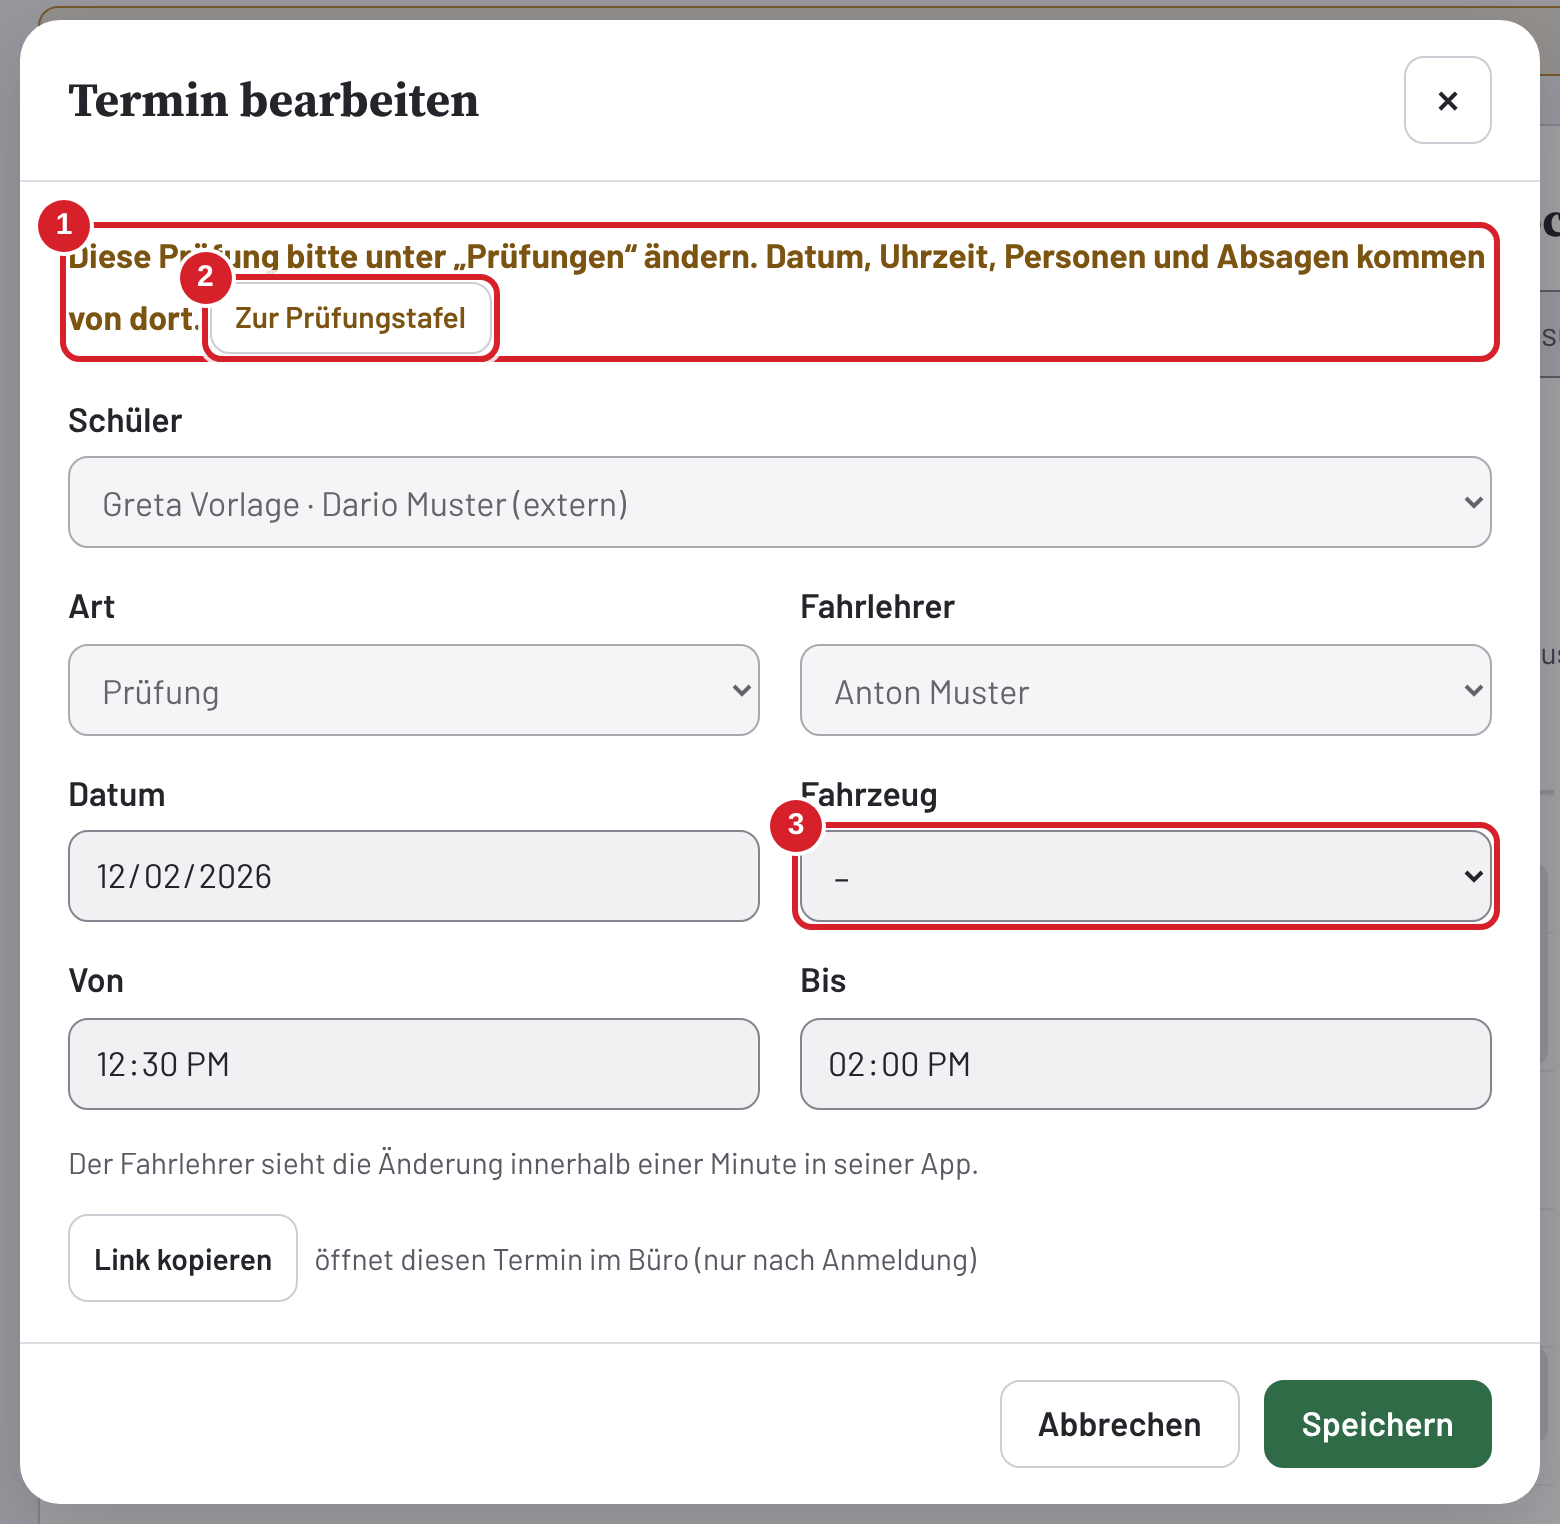 Termin bearbeiten
×
1
Diese Prüfung bitte unter „Prüfungen“ ändern. Datum, Uhrzeit, Personen und Absagen kommen
2
von dort. Zur Prüfungstafel
Schüler
Greta Vorlage · Dario Muster (extern)
Art
Fahrlehrer
Prüfung
Anton Muster
Datum
Fahrzeug
3
12/02/2026
–
Von
Bis
12:30 PM
02:00 PM
Der Fahrlehrer sieht die Änderung innerhalb einer Minute in seiner App.
Link kopieren öffnet diesen Termin im Büro (nur nach Anmeldung)
Abbrechen
Speichern